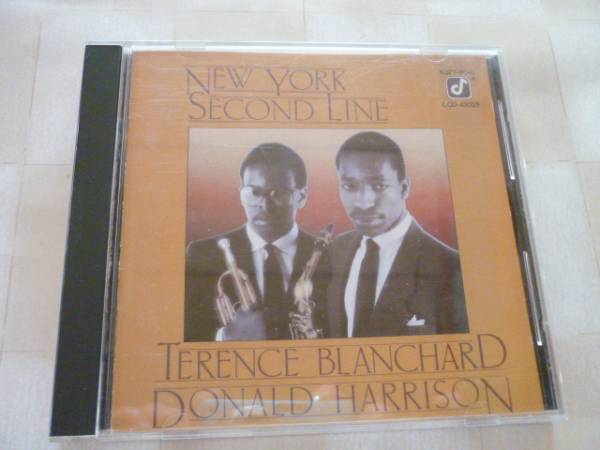 NEW YORK
SECOND LINE
TERENCE BLANCHARD
DONALD HARRISON